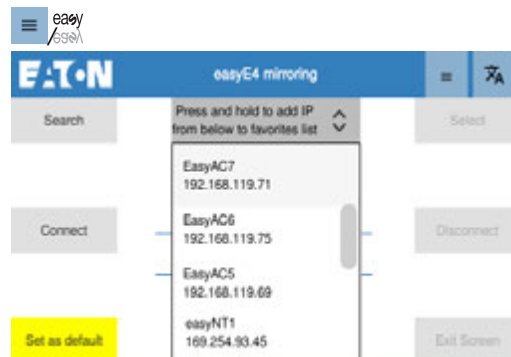 easy
E·T·N
easyE4 mirroring
Search
Press and hold to add IP
from below to favorites list
Select
EasyAC7
192.168.119.71
Connect
EasyAC6
192.168.119.75
Disconnect
EasyAC5
192.168.119.69
Set as default
easyNT1
169.254.93.45
Exit Screen